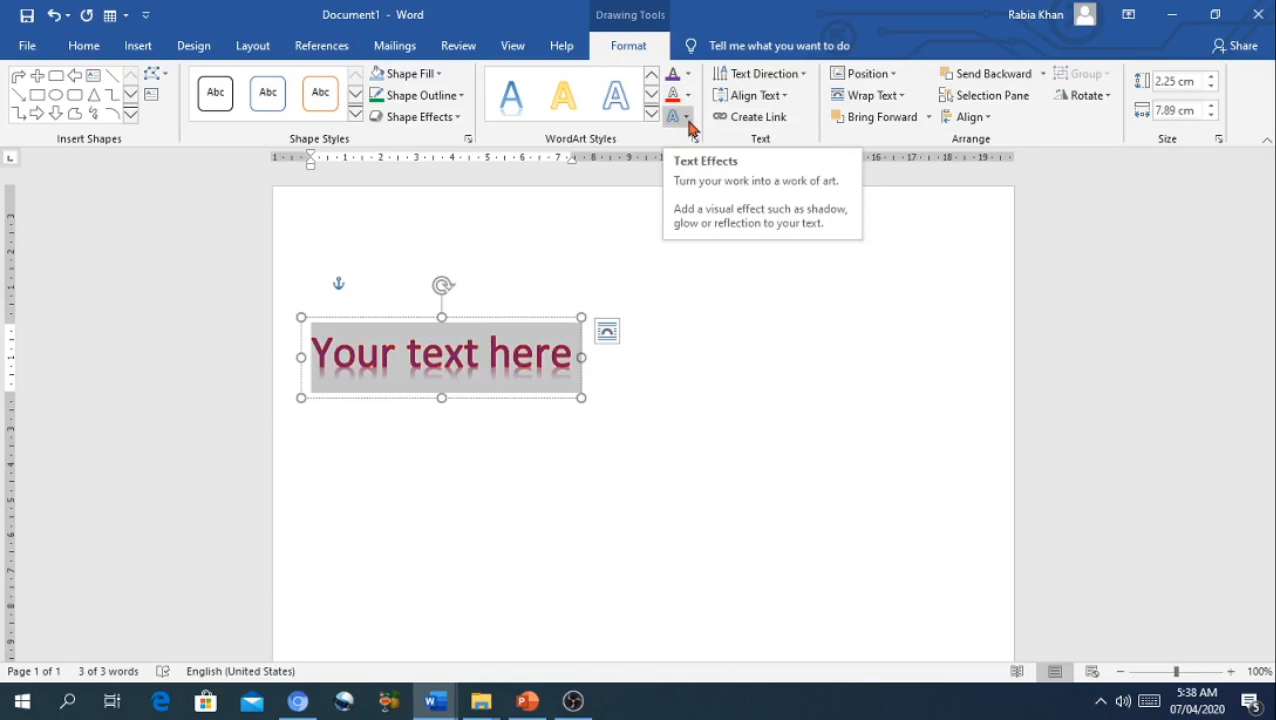 Document1 - Word
Drawing Tools
Rabia Khan
File Home Insert Design Layout References Mailings Review View Help Format Tell me what you want to do Share
Abc Abc Abc
Shape Fill
Shape Outline
Shape Effects
A A A
Text Direction
Align Text
Create Link
Position
Wrap Text
Bring Forward
Send Backward
Selection Pane
Align
Group
Rotate
2.25 cm
7.89 cm
Insert Shapes Shape Styles WordArt Styles Text Arrange Size
Text Effects
Turn your work into a work of art.
Add a visual effect such as shadow,
glow or reflection to your text.
Your text here
Page 1 of 1 3 of 3 words English (United States) 100%
5:38 AM
07/04/2020